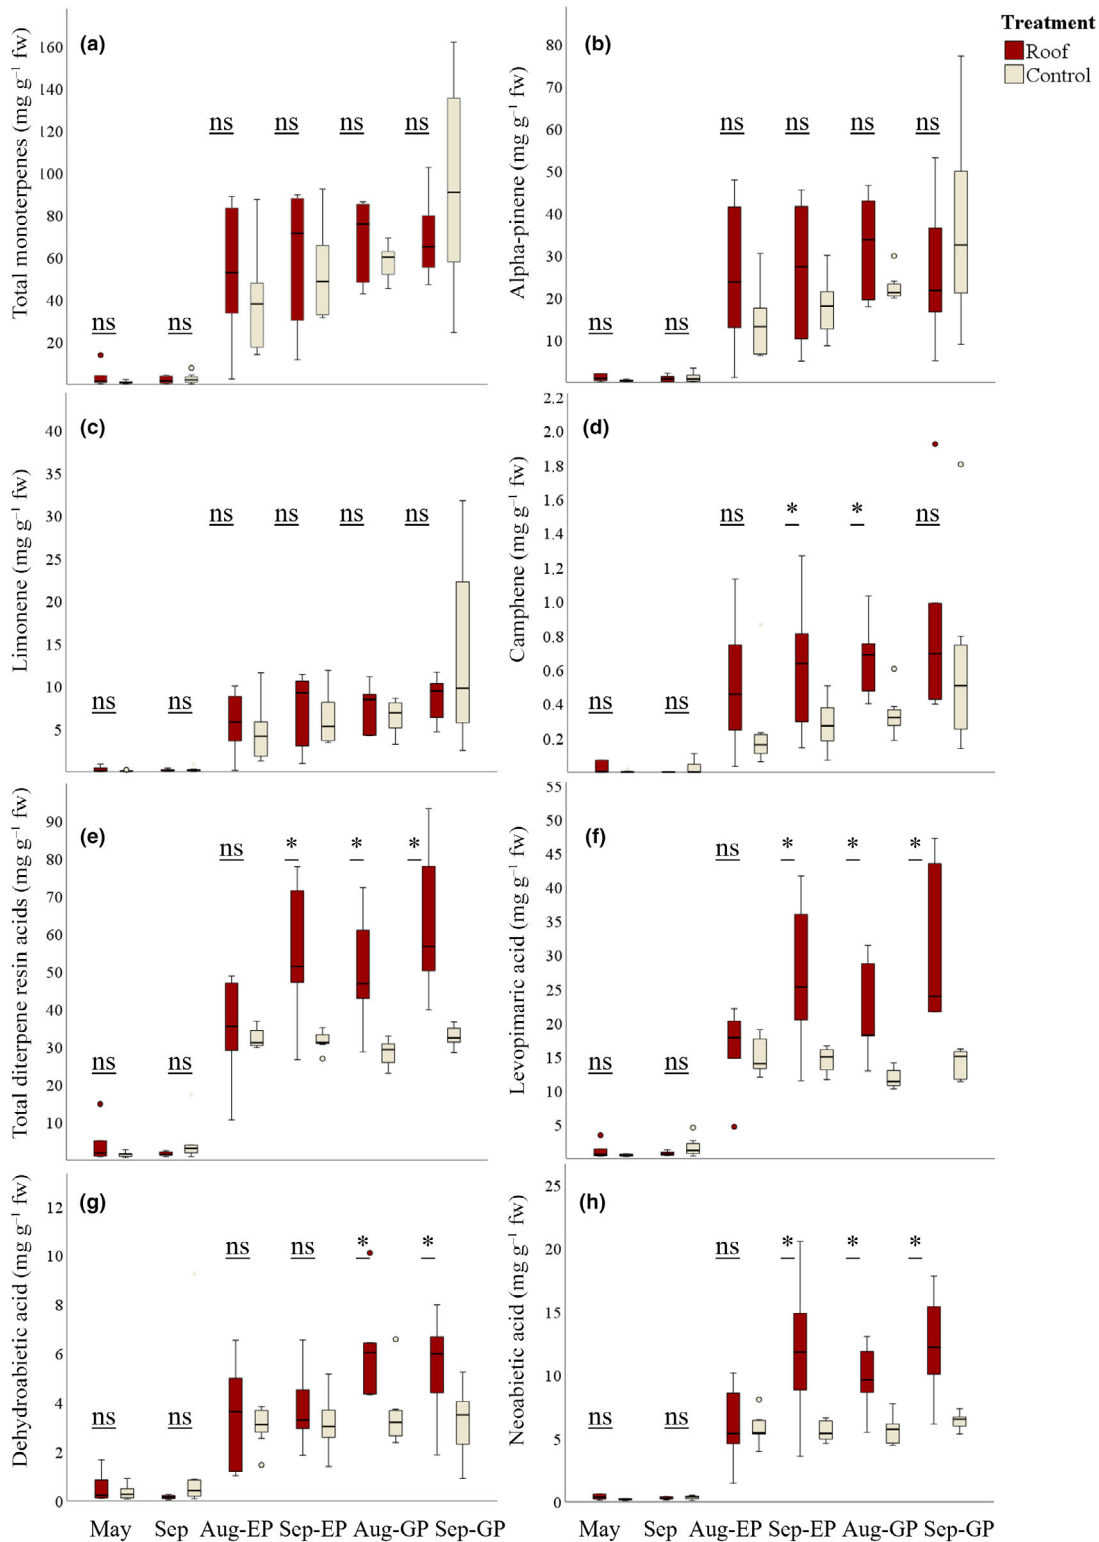 Treatment
Roof
Control
(a)
Total monoterpenes (mg g⁻¹ fw)
160
140
120
100
80
60
40
20
ns ns ns ns
ns ns
(b)
Alpha-pinene (mg g⁻¹ fw)
80
70
60
50
40
30
20
10
ns ns ns ns
ns ns
(c)
Limonene (mg g⁻¹ fw)
40
35
30
25
20
15
10
5
ns ns ns ns
ns ns
(d)
Camphene (mg g⁻¹ fw)
2.2
2.0
1.8
1.6
1.4
1.2
1.0
0.8
0.6
0.4
0.2
ns * * ns
ns ns
(e)
Total diterpene resin acids (mg g⁻¹ fw)
90
80
70
60
50
40
30
20
10
ns * * *
ns ns
(f)
Levopimaric acid (mg g⁻¹ fw)
55
50
45
40
35
30
25
20
15
10
5
ns * * *
ns ns
(g)
Dehydroabietic acid (mg g⁻¹ fw)
12
10
8
6
4
2
0
ns ns * *
ns ns
May Sep Aug-EP Sep-EP Aug-GP Sep-GP
(h)
Neoabietic acid (mg g⁻¹ fw)
25
20
15
10
5
0
ns * * *
ns ns
May Sep Aug-EP Sep-EP Aug-GP Sep-GP